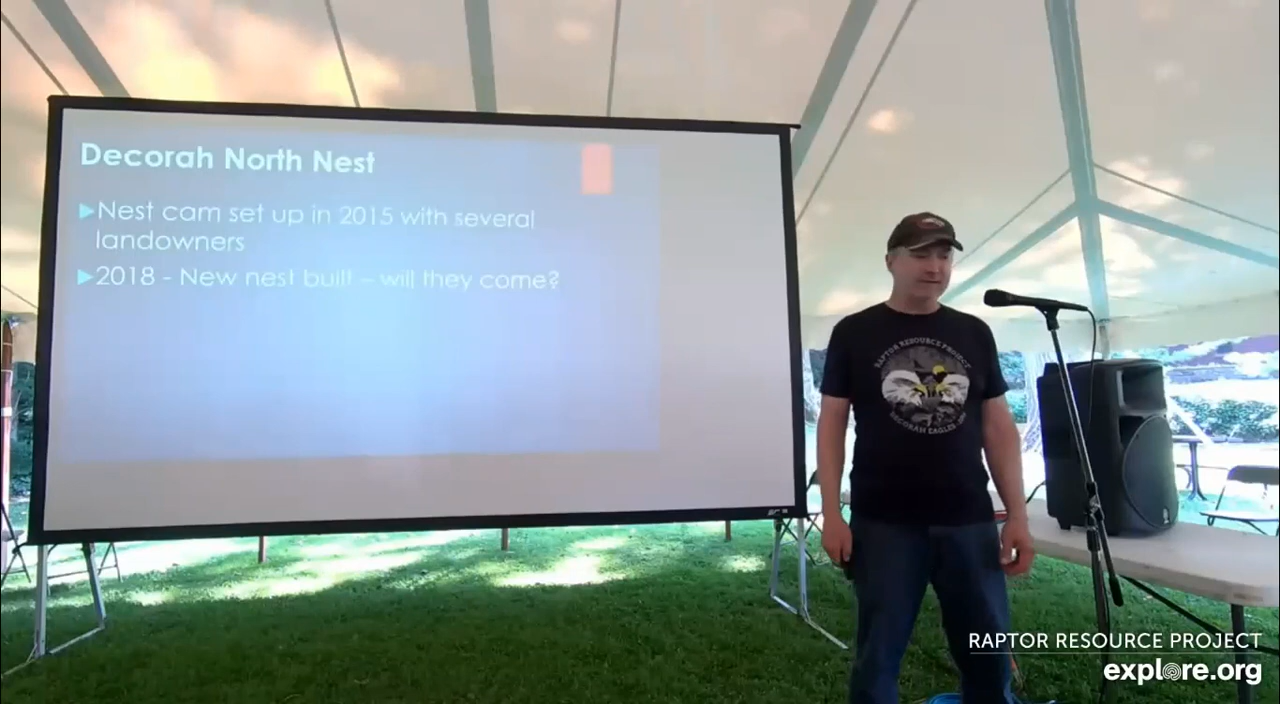 Decorah North Nest
▶Nest cam set up in 2015 with several
landowners
▶2018 - New nest built – will they come?
RAPTOR RESOURCE PROJECT
DECORAH EAGLES
RAPTOR RESOURCE PROJECT
explore.org